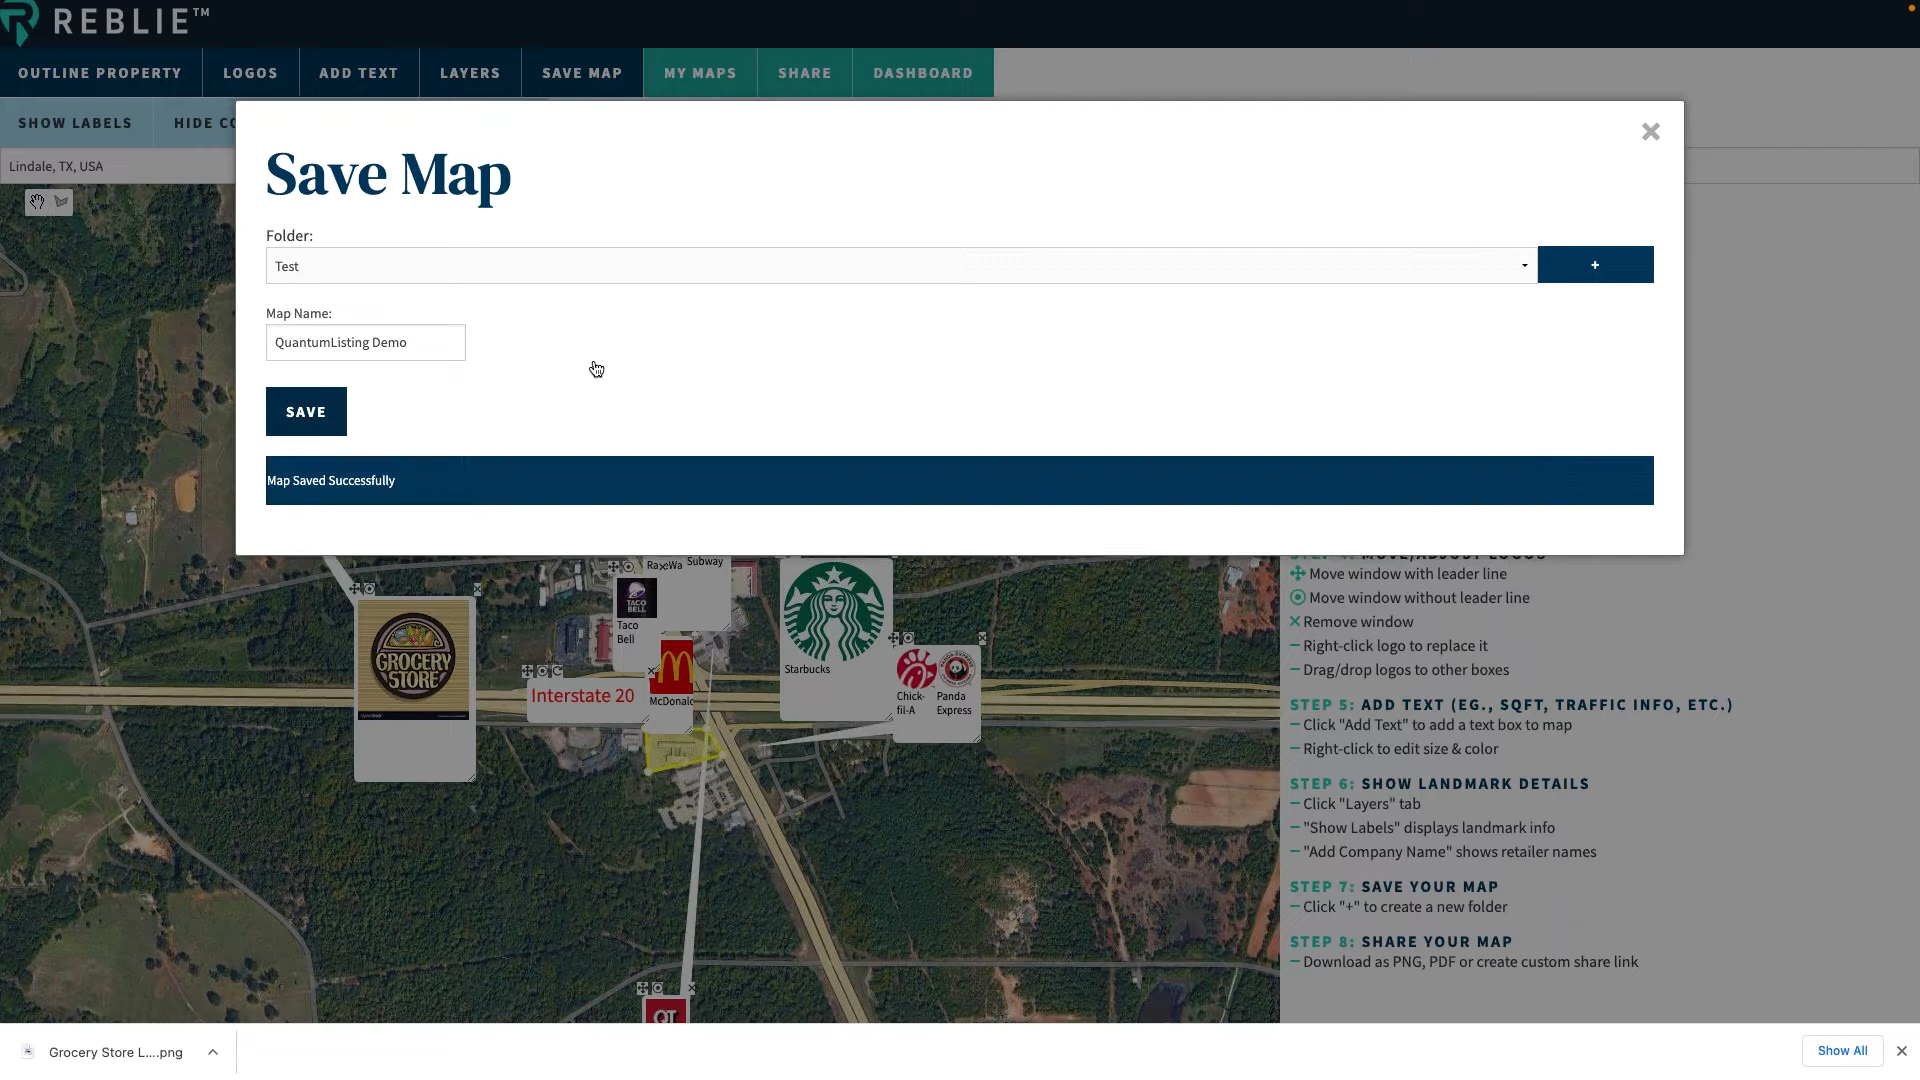 REBLIE™
OUTLINE PROPERTY
LOGOS
ADD TEXT
LAYERS
SAVE MAP
MY MAPS
SHARE
DASHBOARD
SHOW LABELS
HIDE
Lindale, TX, USA
Save Map
Folder:
Test
+
Map Name:
QuantumListing Demo
SAVE
Map Saved Successfully
Subway
TACO
BELL
Taco
Bell
GROCERY
STORE
Interstate 20
McDonald
Starbucks
Chick-
fil-A
PANDA
EXPRESS
Panda
Express
QT
Move window with leader line
Move window without leader line
Remove window
– Right-click logo to replace it
– Drag/drop logos to other boxes
STEP 5: ADD TEXT (EG., SQFT, TRAFFIC INFO, ETC.)
– Click "Add Text" to add a text box to map
– Right-click to edit size & color
STEP 6: SHOW LANDMARK DETAILS
– Click "Layers" tab
– "Show Labels" displays landmark info
– "Add Company Name" shows retailer names
STEP 7: SAVE YOUR MAP
– Click "+" to create a new folder
STEP 8: SHARE YOUR MAP
– Download as PNG, PDF or create custom share link
Grocery Store L....png
Show All